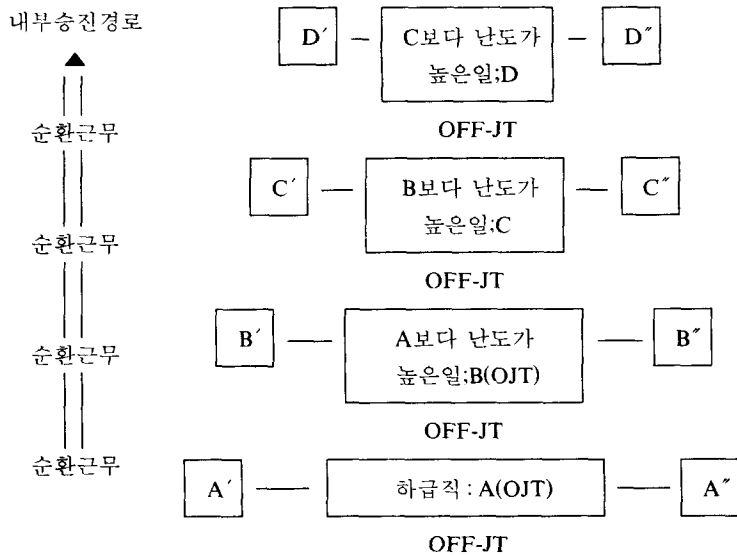 내부승진경로
D′ C보다 난도가 D″
높은일;D
순환근무
OFF-JT
C′ B보다 난도가 C″
높은일;C
순환근무
OFF-JT
B′ A보다 난도가 B″
순환근무
높은일;B(OJT)
OFF-JT
순환근무
A′ 하급직 : A(OJT) A″
OFF-JT